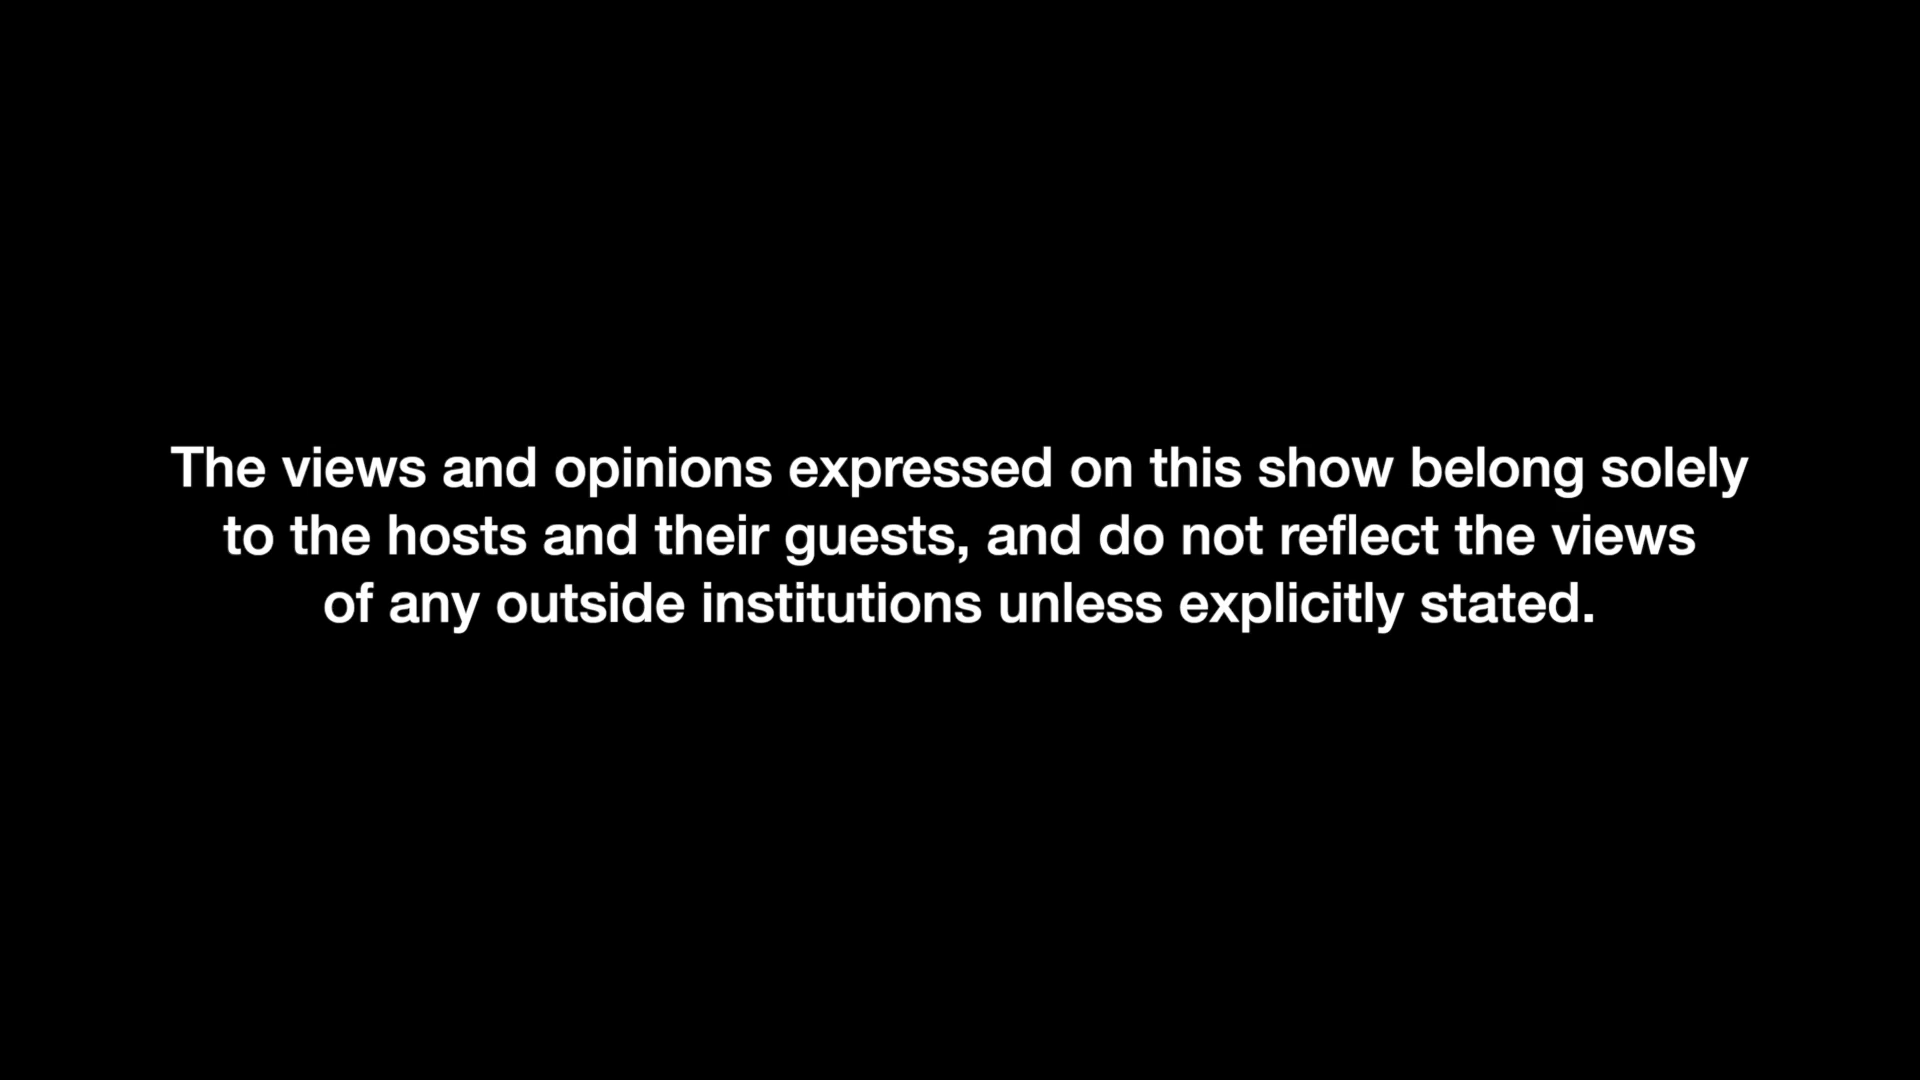 The views and opinions expressed on this show belong solely
to the hosts and their guests, and do not reflect the views
of any outside institutions unless explicitly stated.